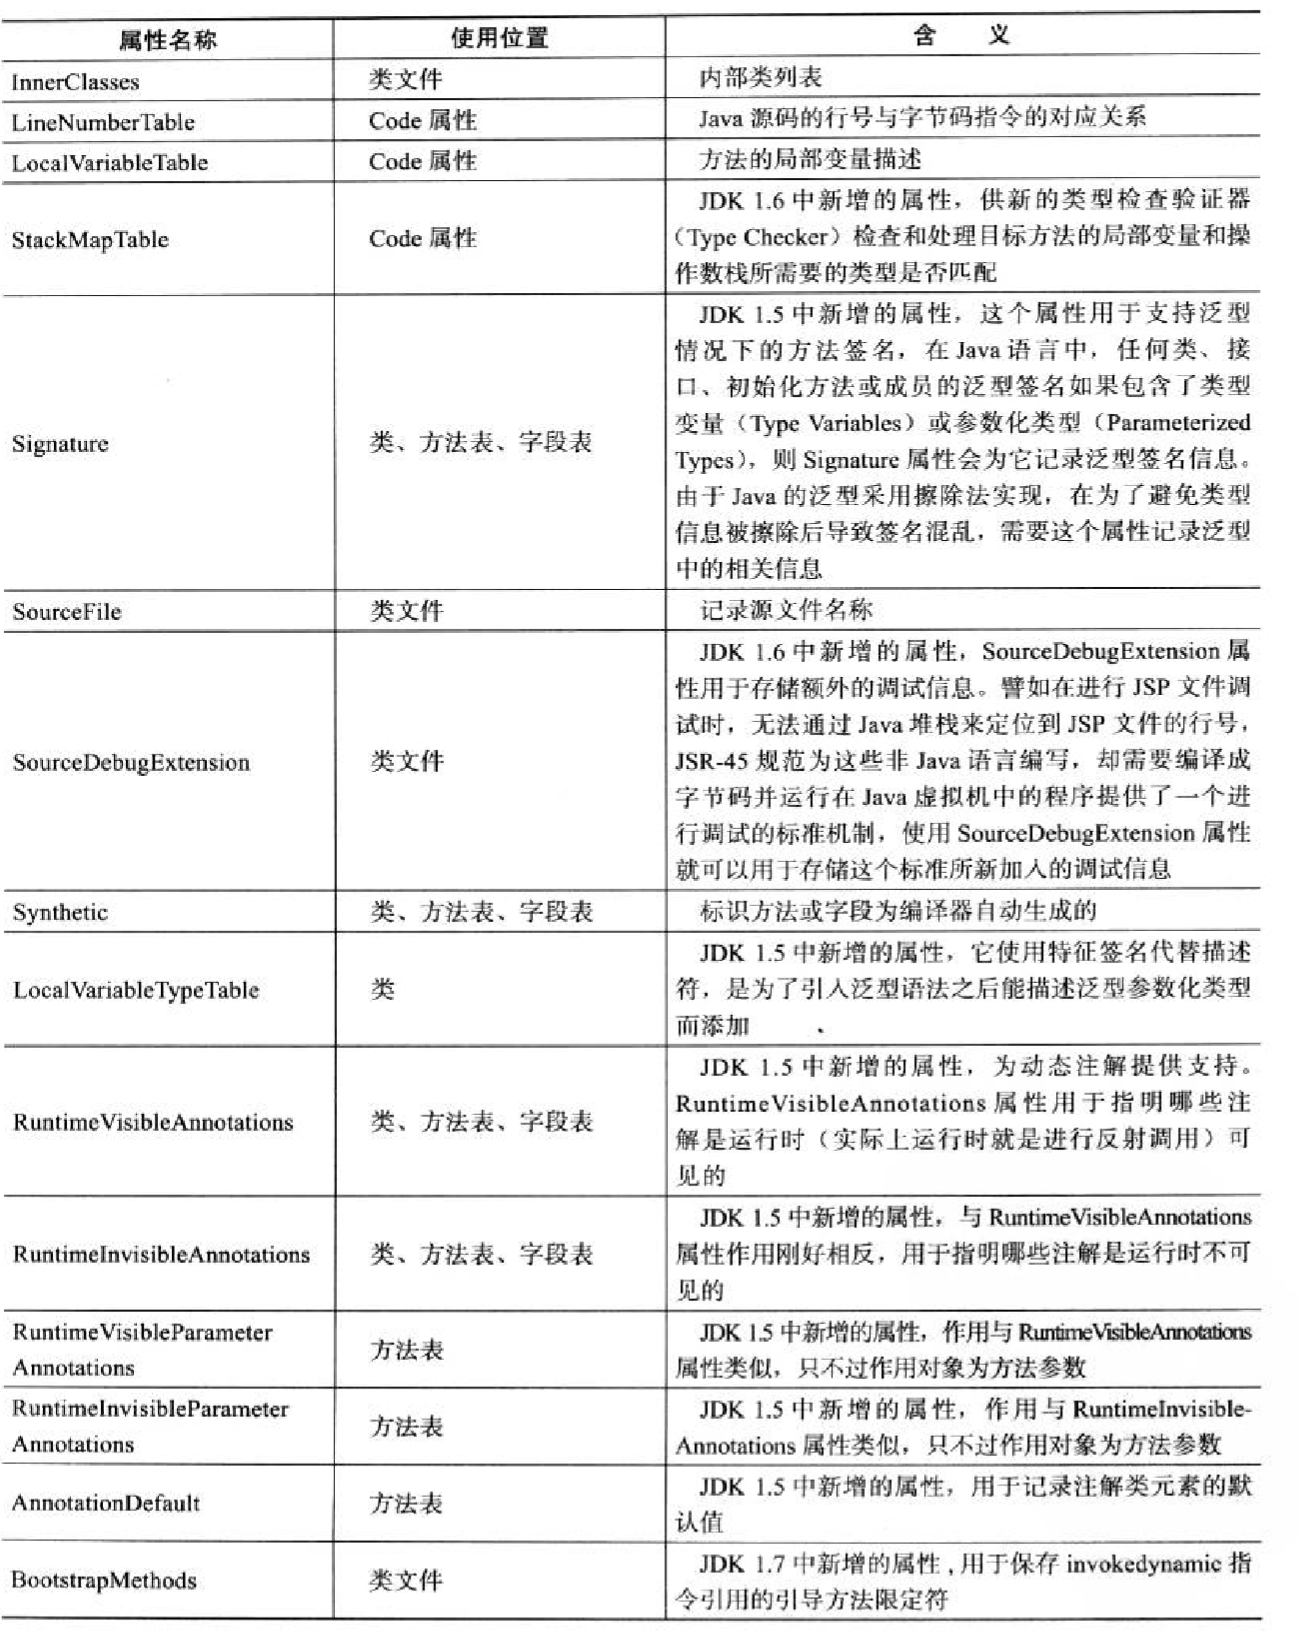 属性名称 使用位置 含 义
InnerClasses 类文件 内部类列表
LineNumberTable Code 属性 Java 源码的行号与字节码指令的对应关系
LocalVariableTable Code 属性 方法的局部变量描述
JDK 1.6 中新增的属性，供新的类型检查验证器
StackMapTable Code 属性 （Type Checker）检查和处理目标方法的局部变量和操
作数栈所需要的类型是否匹配
JDK 1.5 中新增的属性，这个属性用于支持泛型
情况下的方法签名，在 Java 语言中，任何类、接
口、初始化方法或成员的泛型签名如果包含了类型
变量（Type Variables）或参数化类型（Parameterized
Signature 类、方法表、字段表 Types），则 Signature 属性会为它记录泛型签名信息。
由于 Java 的泛型采用擦除法实现，在为了避免类型
信息被擦除后导致签名混乱，需要这个属性记录泛型
中的相关信息
SourceFile 类文件 记录源文件名称
JDK 1.6 中新增的属性，SourceDebugExtension 属
性用于存储额外的调试信息。譬如在进行 JSP 文件调
试时，无法通过 Java 堆栈来定位到 JSP 文件的行号，
SourceDebugExtension 类文件 JSR-45 规范为这些非 Java 语言编写，却需要编译成
字节码并运行在 Java 虚拟机中的程序提供了一个进
行调试的标准机制，使用 SourceDebugExtension 属性
就可以用于存储这个标准所新加入的调试信息
Synthetic 类、方法表、字段表 标识方法或字段为编译器自动生成的
JDK 1.5 中新增的属性，它使用特征签名代替描述
LocalVariableTypeTable 类 符，是为了引入泛型语法之后能描述泛型参数化类型
而添加
JDK 1.5 中新增的属性，为动态注解提供支持。
RuntimeVisibleAnnotations 类、方法表、字段表 RuntimeVisibleAnnotations 属性用于指明哪些注
解是运行时（实际上运行时就是进行反射调用）可
见的
JDK 1.5 中新增的属性，与 RuntimeVisibleAnnotations
RuntimeInvisibleAnnotations 类、方法表、字段表 属性作用刚好相反，用于指明哪些注解是运行时不可
见的
RuntimeVisibleParameter 方法表 JDK 1.5 中新增的属性，作用与 RuntimeVisibleAnnotations
Annotations 属性类似，只不过作用对象为方法参数
RuntimeInvisibleParameter 方法表 JDK 1.5 中新增的属性，作用与 RuntimeInvisible-
Annotations Annotations 属性类似，只不过作用对象为方法参数
AnnotationDefault 方法表 JDK 1.5 中新增的属性，用于记录注解类元素的默
认值
BootstrapMethods 类文件 JDK 1.7 中新增的属性 , 用于保存 invokedynamic 指
令引用的引导方法限定符